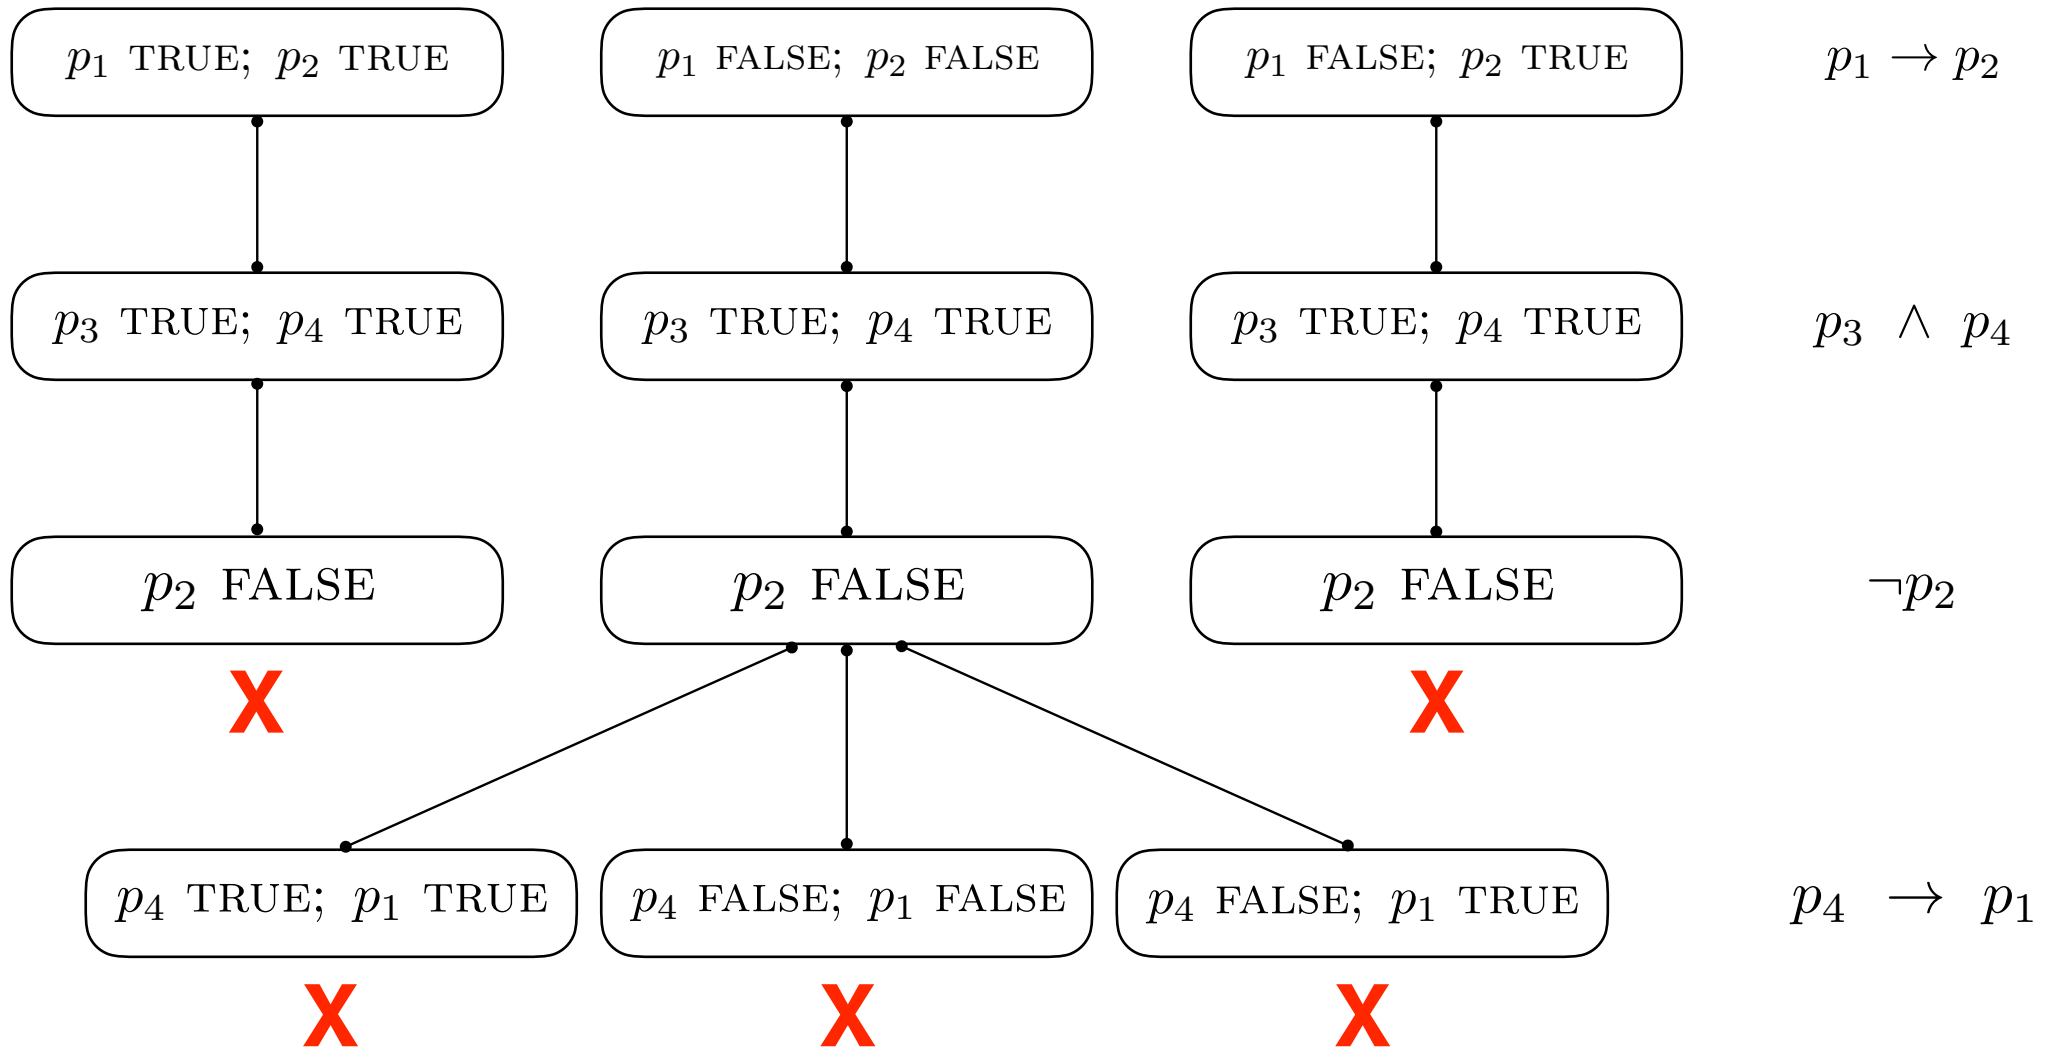 p₁ TRUE; p₂ TRUE p₁ FALSE; p₂ FALSE p₁ FALSE; p₂ TRUE p₁ → p₂
p₃ TRUE; p₄ TRUE p₃ TRUE; p₄ TRUE p₃ TRUE; p₄ TRUE p₃ ∧ p₄
p₂ FALSE p₂ FALSE p₂ FALSE ¬p₂
X X
p₄ TRUE; p₁ TRUE p₄ FALSE; p₁ FALSE p₄ FALSE; p₁ TRUE p₄ → p₁
X X X